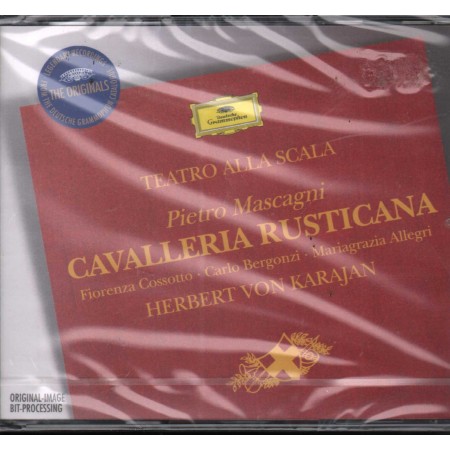 THE ORIGINALS
Deutsche
Grammophon
TEATRO ALLA SCALA
Pietro Mascagni
CAVALLERIA RUSTICANA
Fiorenza Cossotto · Carlo Bergonzi · Mariagrazia Allegri
HERBERT VON KARAJAN
ORIGINAL-IMAGE
BIT-PROCESSING